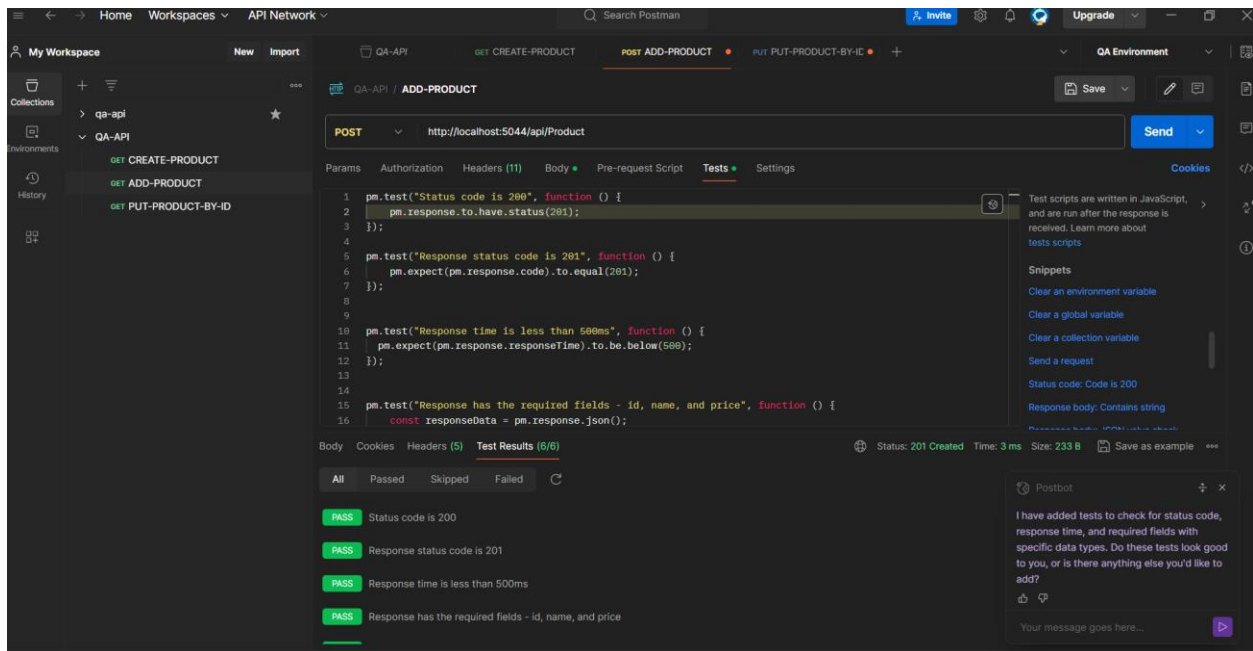 Home Workspaces API Network Search Postman Invite Upgrade
My Workspace New Import
QA-API GET CREATE-PRODUCT POST ADD-PRODUCT PUT PUT-PRODUCT-BY-ID QA Environment
Collections
Environments
History
qa-api
QA-API
GET CREATE-PRODUCT
GET ADD-PRODUCT
GET PUT-PRODUCT-BY-ID
HTTP QA-API / ADD-PRODUCT Save
POST http://localhost:5044/api/Product Send
Params Authorization Headers (11) Body Pre-request Script Tests Settings Cookies
1 pm.test("Status code is 200", function () {
2 pm.response.to.have.status(201);
3 });
4
5 pm.test("Response status code is 201", function () {
6 pm.expect(pm.response.code).to.equal(201);
7 });
8
9
10 pm.test("Response time is less than 500ms", function () {
11 pm.expect(pm.response.responseTime).to.be.below(500);
12 });
13
14
15 pm.test("Response has the required fields - id, name, and price", function () {
16 const responseData = pm.response.json();
Test scripts are written in JavaScript,
and are run after the response is
received. Learn more about
tests scripts
Snippets
Clear an environment variable
Clear a global variable
Clear a collection variable
Send a request
Status code: Code is 200
Response body: Contains string
Body Cookies Headers (5) Test Results (6/6) Status: 201 Created Time: 3 ms Size: 233 B Save as example
All Passed Skipped Failed
PASS Status code is 200
PASS Response status code is 201
PASS Response time is less than 500ms
PASS Response has the required fields - id, name, and price
Postbot
I have added tests to check for status code,
response time, and required fields with
specific data types. Do these tests look good
to you, or is there anything else you'd like to
add?
Your message goes here...